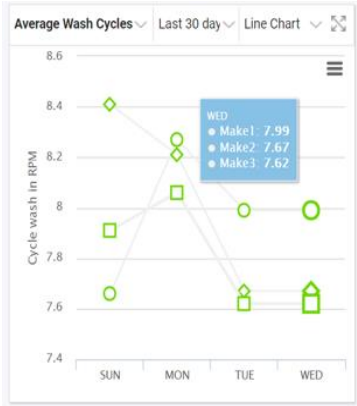 Average Wash Cycles Last 30 day Line Chart
8.6
8.4
8.2
8
7.8
7.6
7.4
Cycle wash in RPM
WED
Make1: 7.99
Make2: 7.67
Make3: 7.62
SUN MON TUE WED